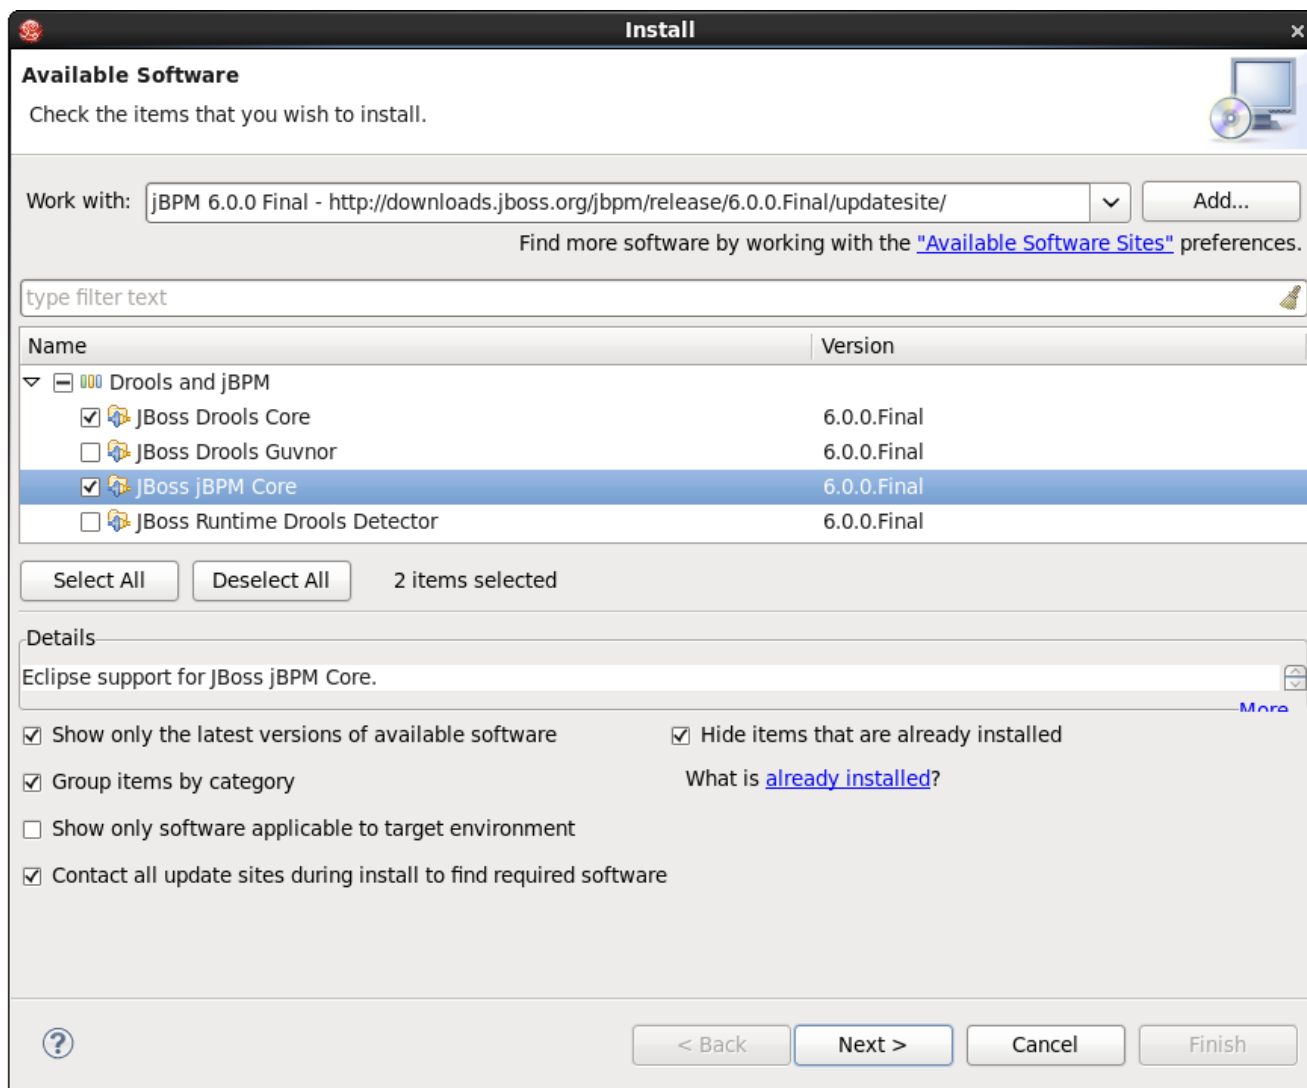 Install
Available Software
Check the items that you wish to install.
Work with: jBPM 6.0.0 Final - http://downloads.jboss.org/jbpm/release/6.0.0.Final/updatesite/ Add...
Find more software by working with the "Available Software Sites" preferences.
type filter text
Name Version
Drools and jBPM
JBoss Drools Core 6.0.0.Final
JBoss Drools Guvnor 6.0.0.Final
JBoss jBPM Core 6.0.0.Final
JBoss Runtime Drools Detector 6.0.0.Final
Select All Deselect All 2 items selected
Details
Eclipse support for JBoss jBPM Core.
More
Show only the latest versions of available software Hide items that are already installed
Group items by category What is already installed?
Show only software applicable to target environment
Contact all update sites during install to find required software
? < Back Next > Cancel Finish